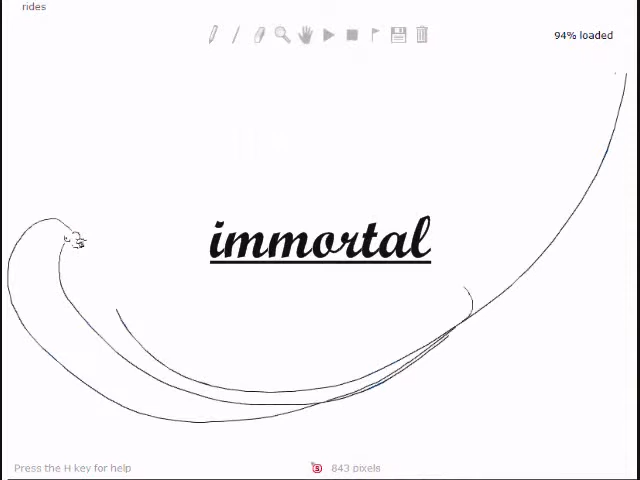 rides
94% loaded
immortal
Press the H key for help
843 pixels